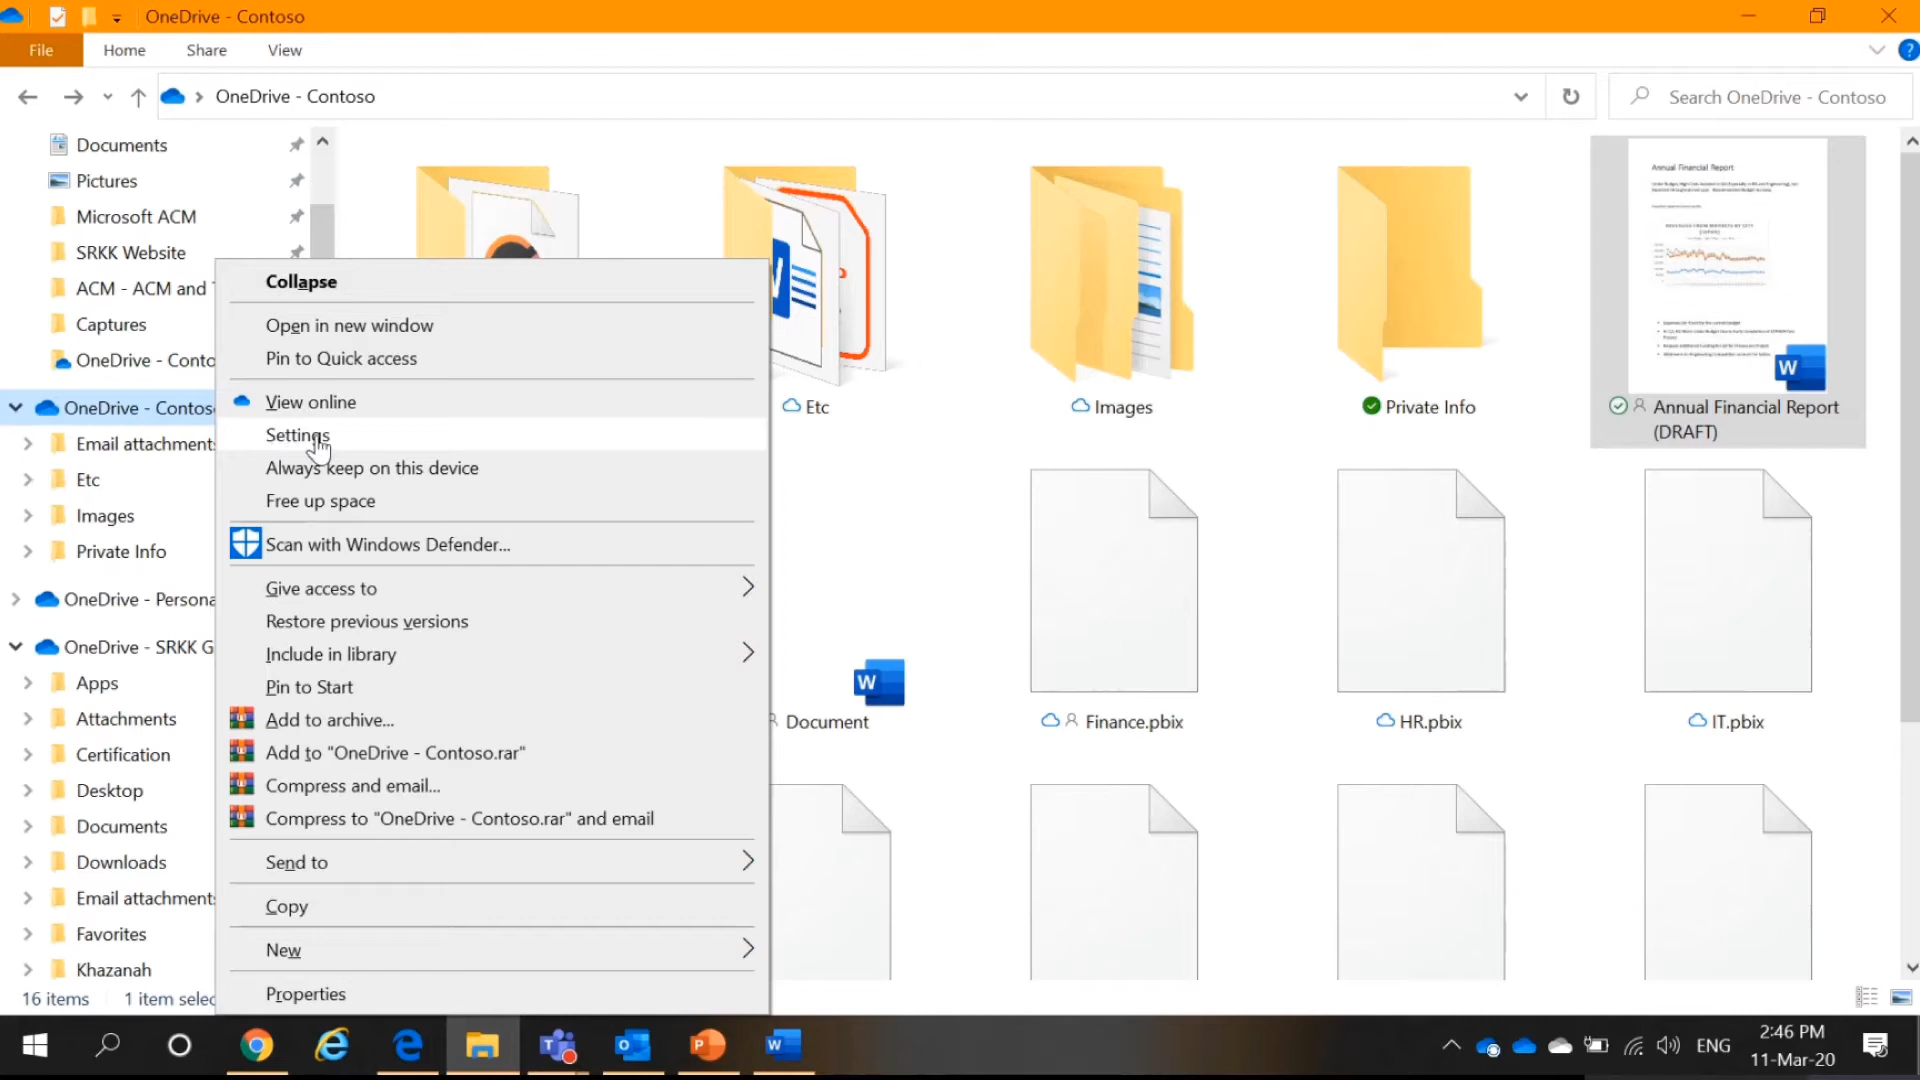 OneDrive - Contoso
File
Home
Share
View
?
OneDrive - Contoso
Search OneDrive - Contoso
Documents
Pictures
Microsoft ACM
SRKK Website
ACM - ACM and
Captures
OneDrive - Conto
OneDrive - Contoso
Email attachments
Etc
Images
Private Info
OneDrive - Persona
OneDrive - SRKK G
Apps
Attachments
Certification
Desktop
Documents
Downloads
Email attachments
Favorites
Khazanah
16 items
1 item selec
Collapse
Open in new window
Pin to Quick access
View online
Settings
Always keep on this device
Free up space
Scan with Windows Defender...
Give access to
Restore previous versions
Include in library
Pin to Start
Add to archive...
Add to "OneDrive - Contoso.rar"
Compress and email...
Compress to "OneDrive - Contoso.rar" and email
Send to
Copy
New
Properties
Etc
Images
Private Info
Annual Financial Report
W
Annual Financial Report
(DRAFT)
W
Document
Finance.pbix
HR.pbix
IT.pbix
ENG
2:46 PM
11-Mar-20